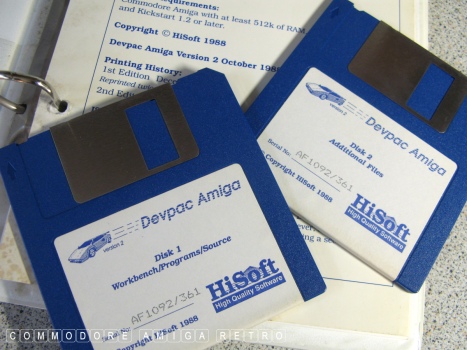 Requirements:
Commodore Amiga with at least 512k of RAM
and Kickstart 1.2 or later.
Copyright © HiSoft 1988
Devpac Amiga Version 2 October 1988
Printing History:
1st Edition
Reprinted
2nd Ed
Devpac Amiga
version 2
Disk 1
Workbench/Programs/Source
AF1092/361
Copyright HiSoft 1988
HiSoft
High Quality Software
Devpac Amiga
version 2
Disk 2
Additional Files
Serial No. AF1092/361
Copyright HiSoft 1988
HiSoft
High Quality Software
COMMODORE AMIGA RETRO